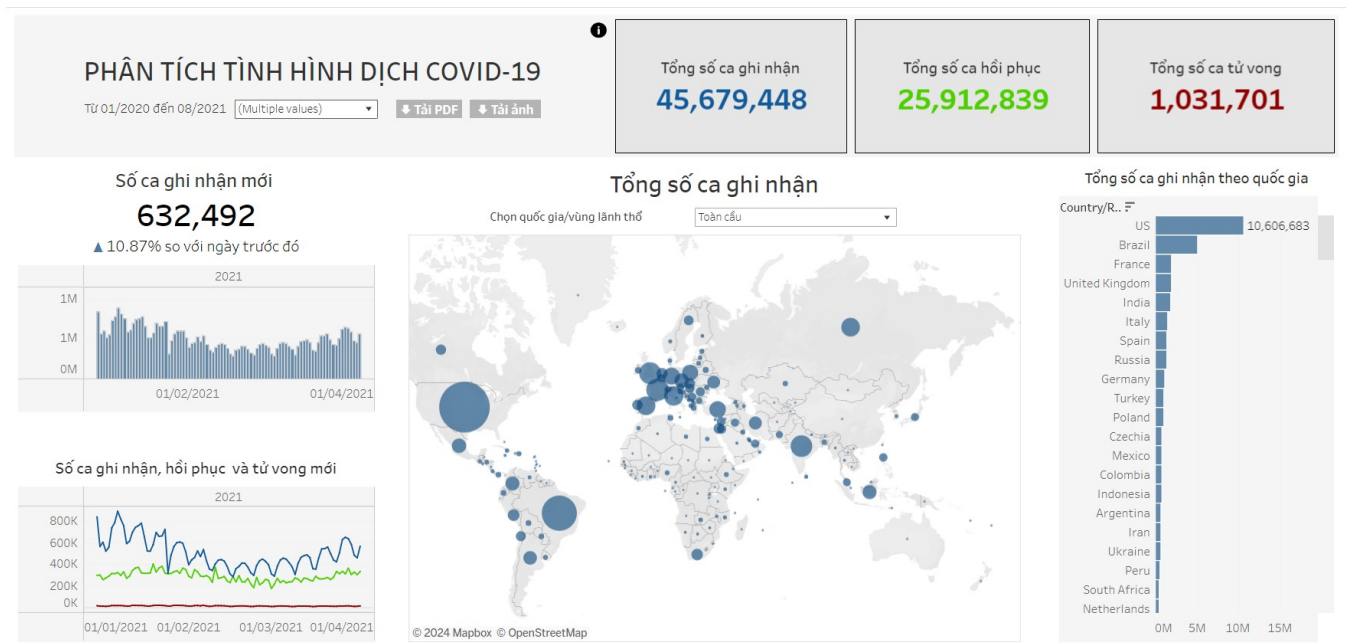 PHÂN TÍCH TÌNH HÌNH DỊCH COVID-19
Từ 01/2020 đến 08/2021 (Multiple values) Tải PDF Tải ảnh
i
Tổng số ca ghi nhận
45,679,448
Tổng số ca hồi phục
25,912,839
Tổng số ca tử vong
1,031,701
Số ca ghi nhận mới
632,492
▲ 10.87% so với ngày trước đó
2021
1M
1M
0M
01/02/2021 01/04/2021
Số ca ghi nhận, hồi phục và tử vong mới
2021
800K
600K
400K
200K
0K
01/01/2021 01/02/2021 01/03/2021 01/04/2021
Tổng số ca ghi nhận
Chọn quốc gia/vùng lãnh thổ Toàn cầu
© 2024 Mapbox © OpenStreetMap
Tổng số ca ghi nhận theo quốc gia
Country/R..
US 10,606,683
Brazil
France
United Kingdom
India
Italy
Spain
Russia
Germany
Turkey
Poland
Czechia
Mexico
Colombia
Indonesia
Argentina
Iran
Ukraine
Peru
South Africa
Netherlands
0M 5M 10M 15M